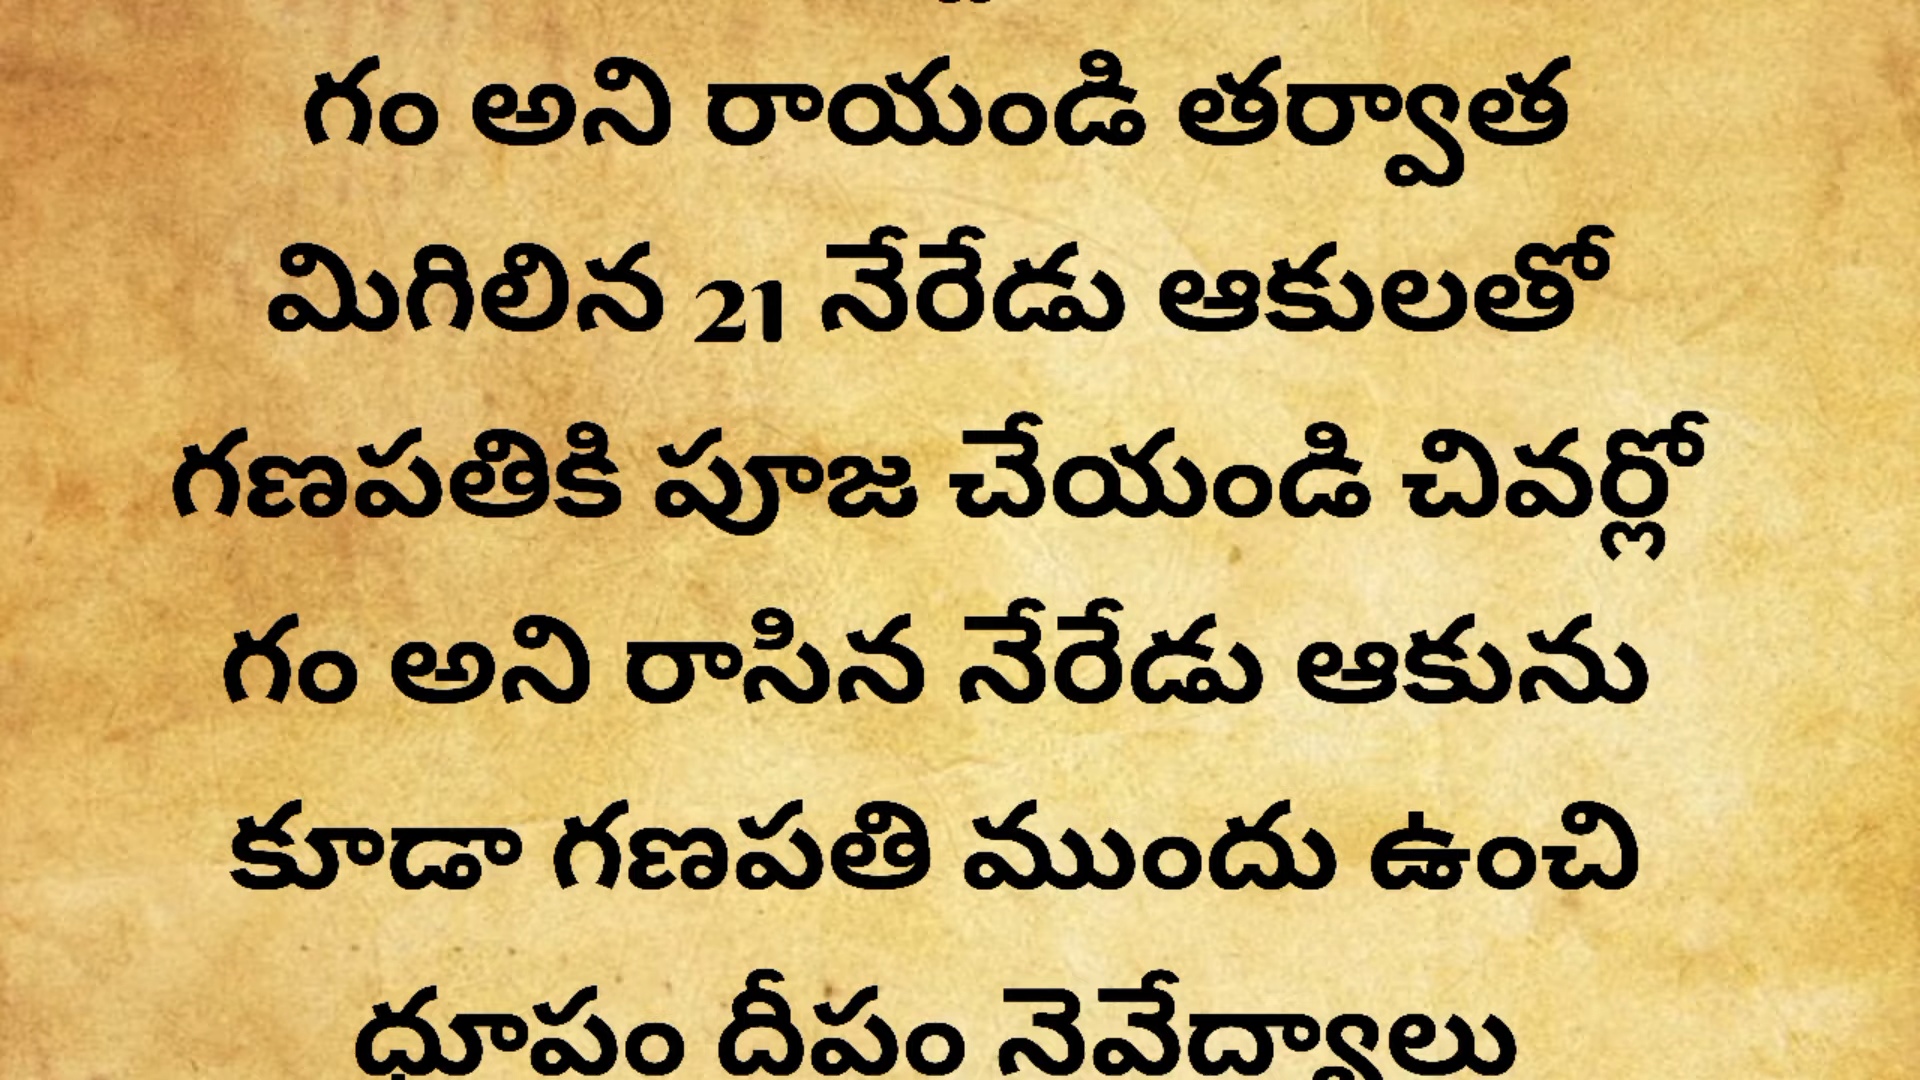 గం అని రాయండి తర్వాత
మిగిలిన 21 నేరేడు ఆకులతో
గణపతికి పూజ చేయండి చివర్లో
గం అని రాసిన నేరేడు ఆకును
కూడా గణపతి ముందు ఉంచి
ధూపం దీపం నెవేద్యాలు